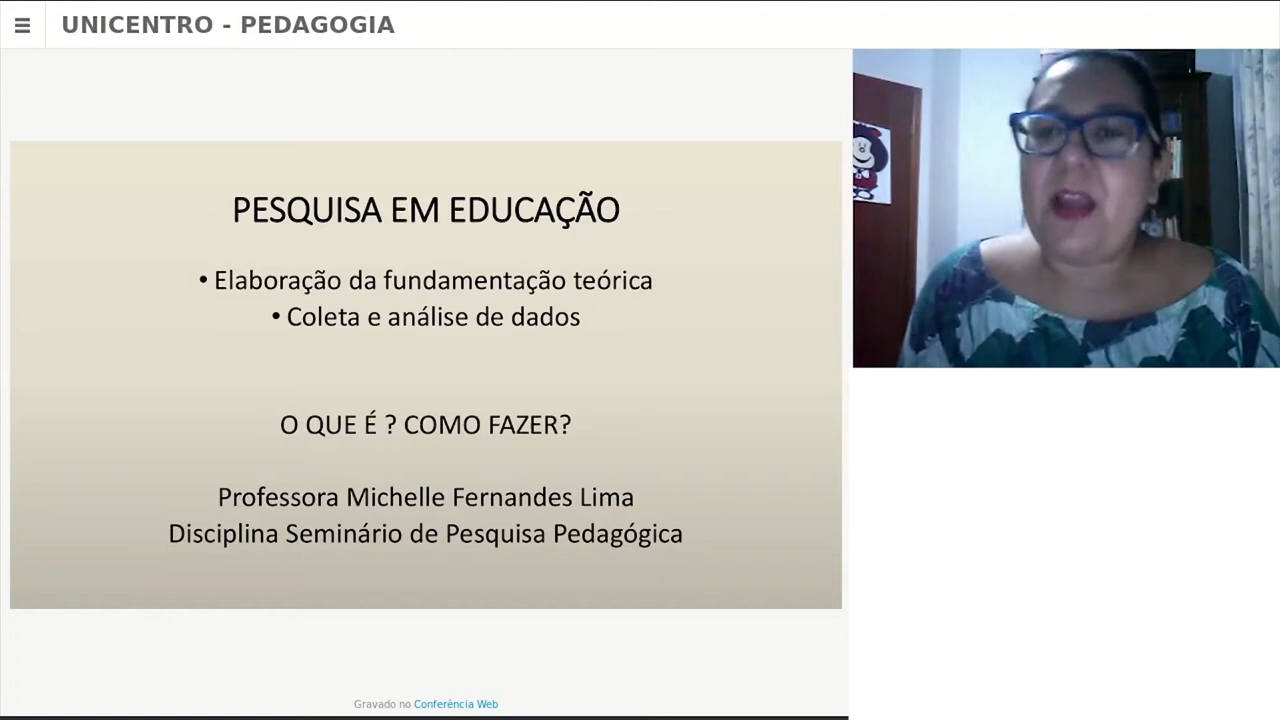 UNICENTRO - PEDAGOGIA
PESQUISA EM EDUCAÇÃO
• Elaboração da fundamentação teórica
• Coleta e análise de dados
O QUE É ? COMO FAZER?
Professora Michelle Fernandes Lima
Disciplina Seminário de Pesquisa Pedagógica
Gravado no Conferência Web